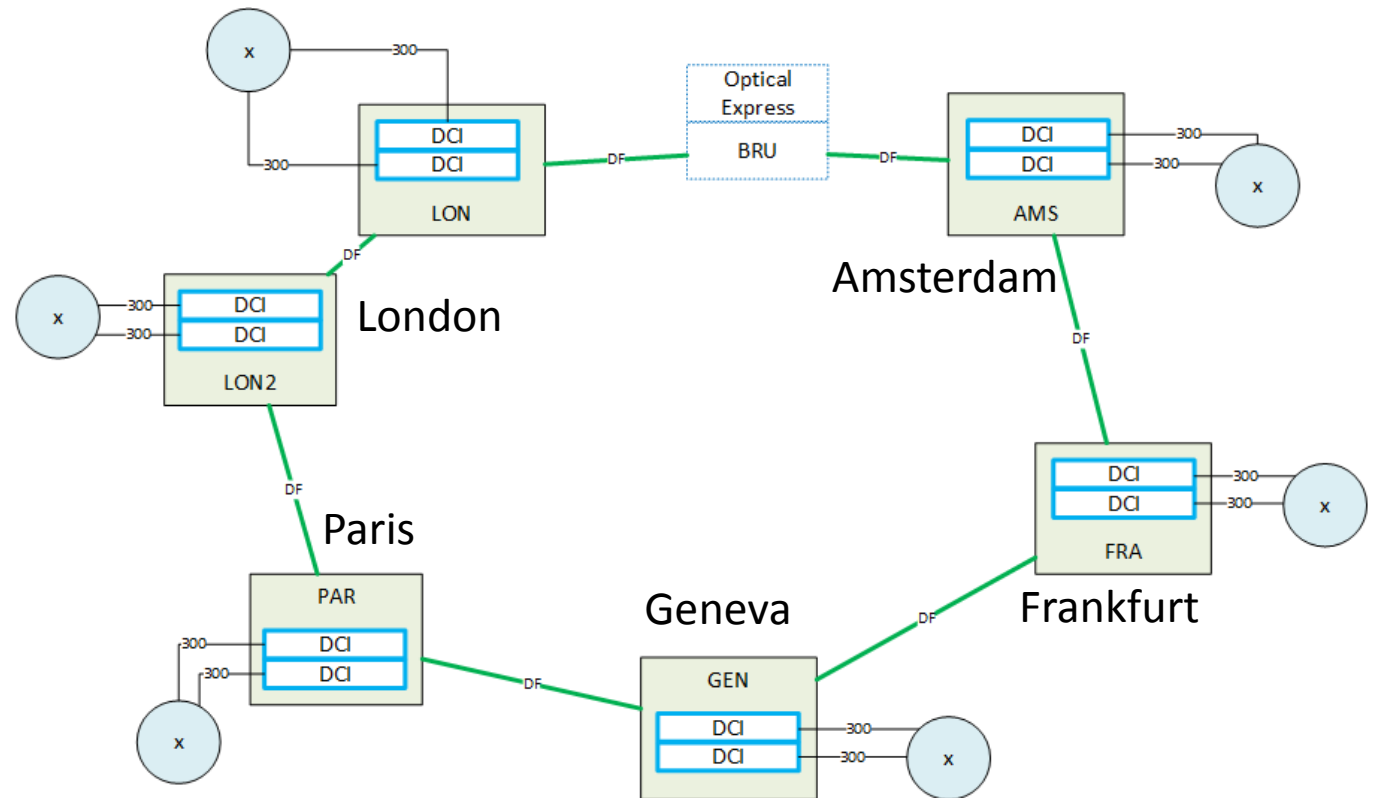 x
300
300
DCI
DCI
LON
DF
Optical
Express
BRU
DF
DCI
DCI
AMS
300
300
x
Amsterdam
DF
x
300
300
DCI
DCI
LON2
London
DF
DF
DCI
DCI
FRA
300
300
x
Frankfurt
Paris
PAR
DCI
DCI
300
300
x
DF
Geneva
GEN
DCI
DCI
300
300
x
DF